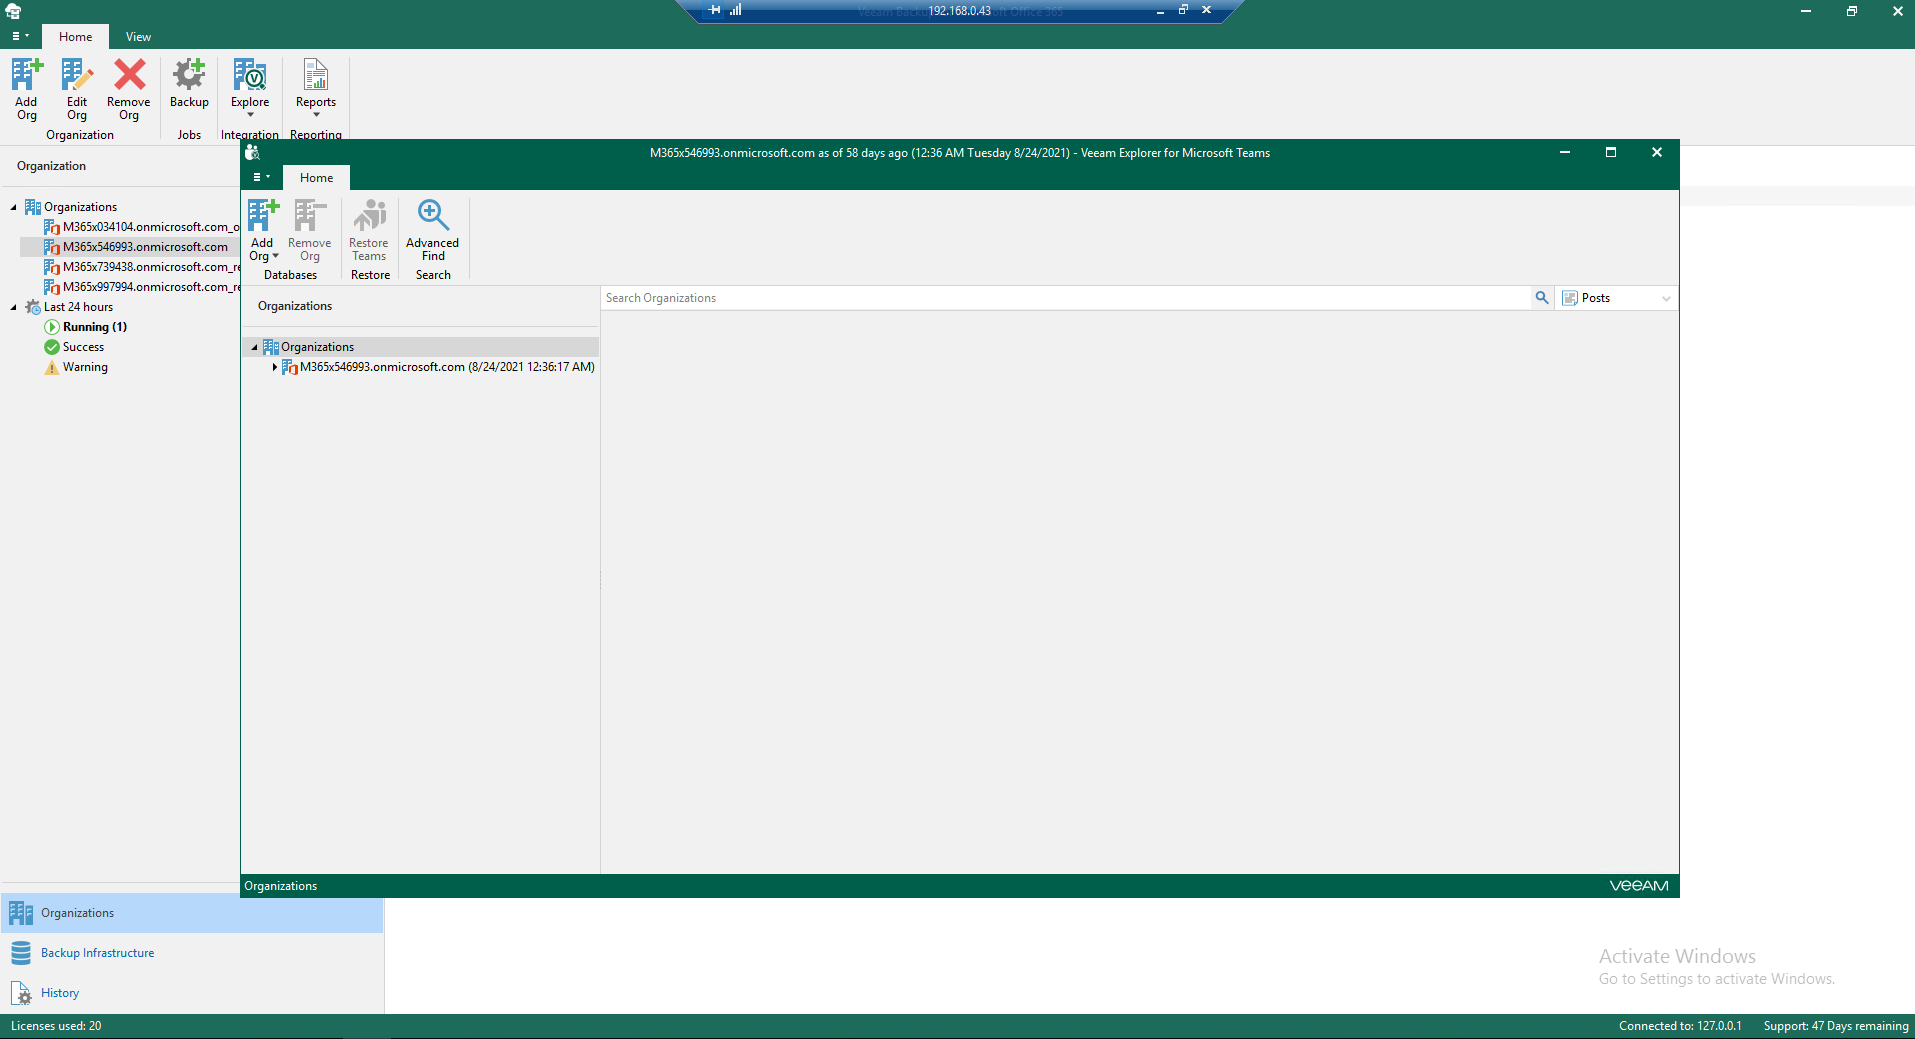 Veeam Backup 192.168.0.43 oft Office 365
Home View
Add Org
Edit Org
Remove Org
Backup
Explore
Reports
Organization
Jobs
Integration
Reporting
Organization
Organizations
M365x034104.onmicrosoft.com_o
M365x546993.onmicrosoft.com
M365x739438.onmicrosoft.com_re
M365x997994.onmicrosoft.com_re
Last 24 hours
Running (1)
Success
Warning
M365x546993.onmicrosoft.com as of 58 days ago (12:36 AM Tuesday 8/24/2021) - Veeam Explorer for Microsoft Teams
Home
Add Org
Remove Org
Restore Teams
Advanced Find
Databases
Restore
Search
Organizations
Search Organizations
Posts
Organizations
M365x546993.onmicrosoft.com (8/24/2021 12:36:17 AM)
Organizations
VEEAM
Organizations
Backup Infrastructure
History
Activate Windows
Go to Settings to activate Windows.
Licenses used: 20
Connected to: 127.0.0.1
Support: 47 Days remaining